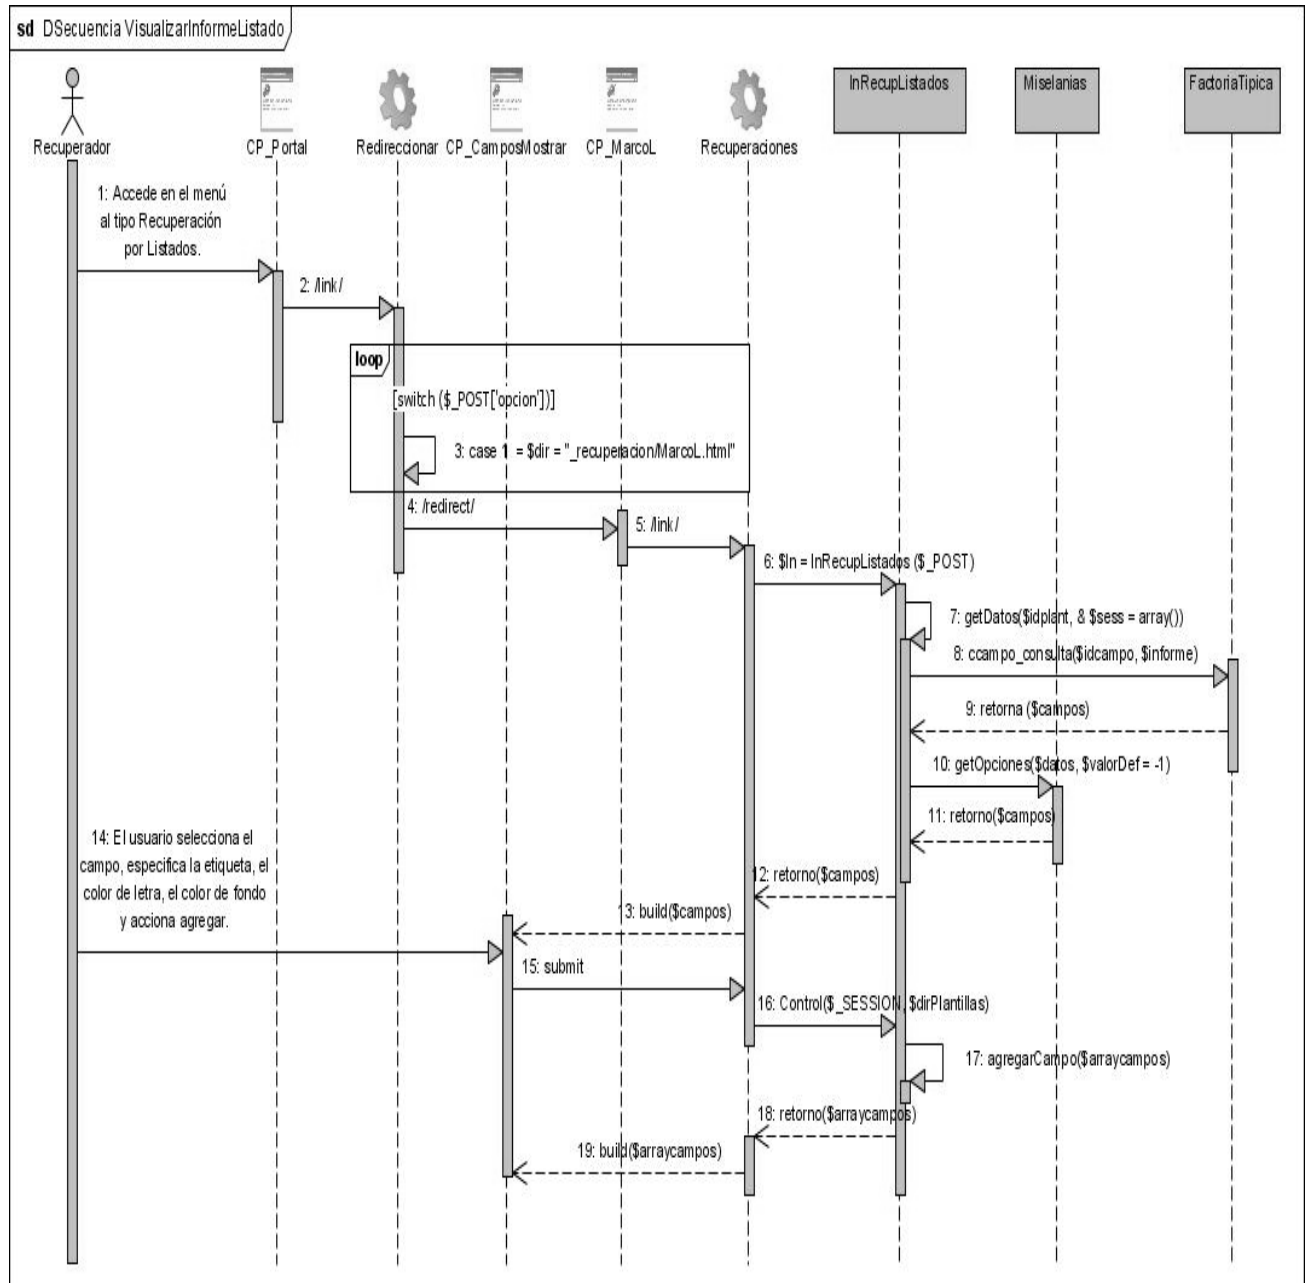 sd DSecuencia VisualizarInformeListado
Recuperador
CP_Portal
Redireccionar
CP_CamposMostrar
CP_MarcoL
Recuperaciones
InRecupListados
Miselanias
FactoriaTipica
1: Accede en el menú
al tipo Recuperación
por Listados.
2: /link/
loop
[switch ($_POST['opcion'])]
3: case 1 = $dir = "_recuperacion/MarcoL.html"
4: /redirect/
5: /link/
6: $In = InRecupListados ($_POST)
7: getDatos($idplant, & $sess = array())
8: ccampo_consulta($idcampo, $informe)
9: retorna ($campos)
10: getOpciones($datos, $valorDef = -1)
11: retorno($campos)
12: retorno($campos)
13: build($campos)
14: El usuario selecciona el
campo, especifica la etiqueta, el
color de letra, el color de fondo
y acciona agregar.
15: submit
16: Control($_SESSION, $dirPlantillas)
17: agregarCampo($arraycampos)
18: retorno($arraycampos)
19: build($arraycampos)